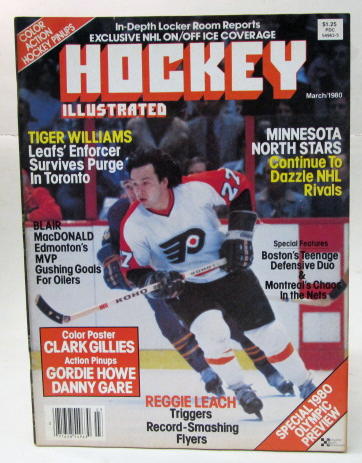 COLOR
ACTION
HOCKEY PINUPS
In-Depth Locker Room Reports
EXCLUSIVE NHL ON/OFF ICE COVERAGE
$1.25
HOCKEY
ILLUSTRATED
March/1980
TIGER WILLIAMS
Leafs' Enforcer
Survives Purge
In Toronto
MINNESOTA
NORTH STARS
Continue To
Dazzle NHL
Rivals
27
BLAIR
MacDONALD
Edmonton's
MVP
Gushing Goals
For Oilers
27
KOHO
Special Features
Boston's Teenage
Defensive Duo
&
Montreal's Chaos
In the Nets
Color Poster
CLARK GILLIES
Action Pinups
GORDIE HOWE
DANNY GARE
REGGIE LEACH
Triggers
Record-Smashing
Flyers
SPECIAL 1980
OLYMPIC
PREVIEW